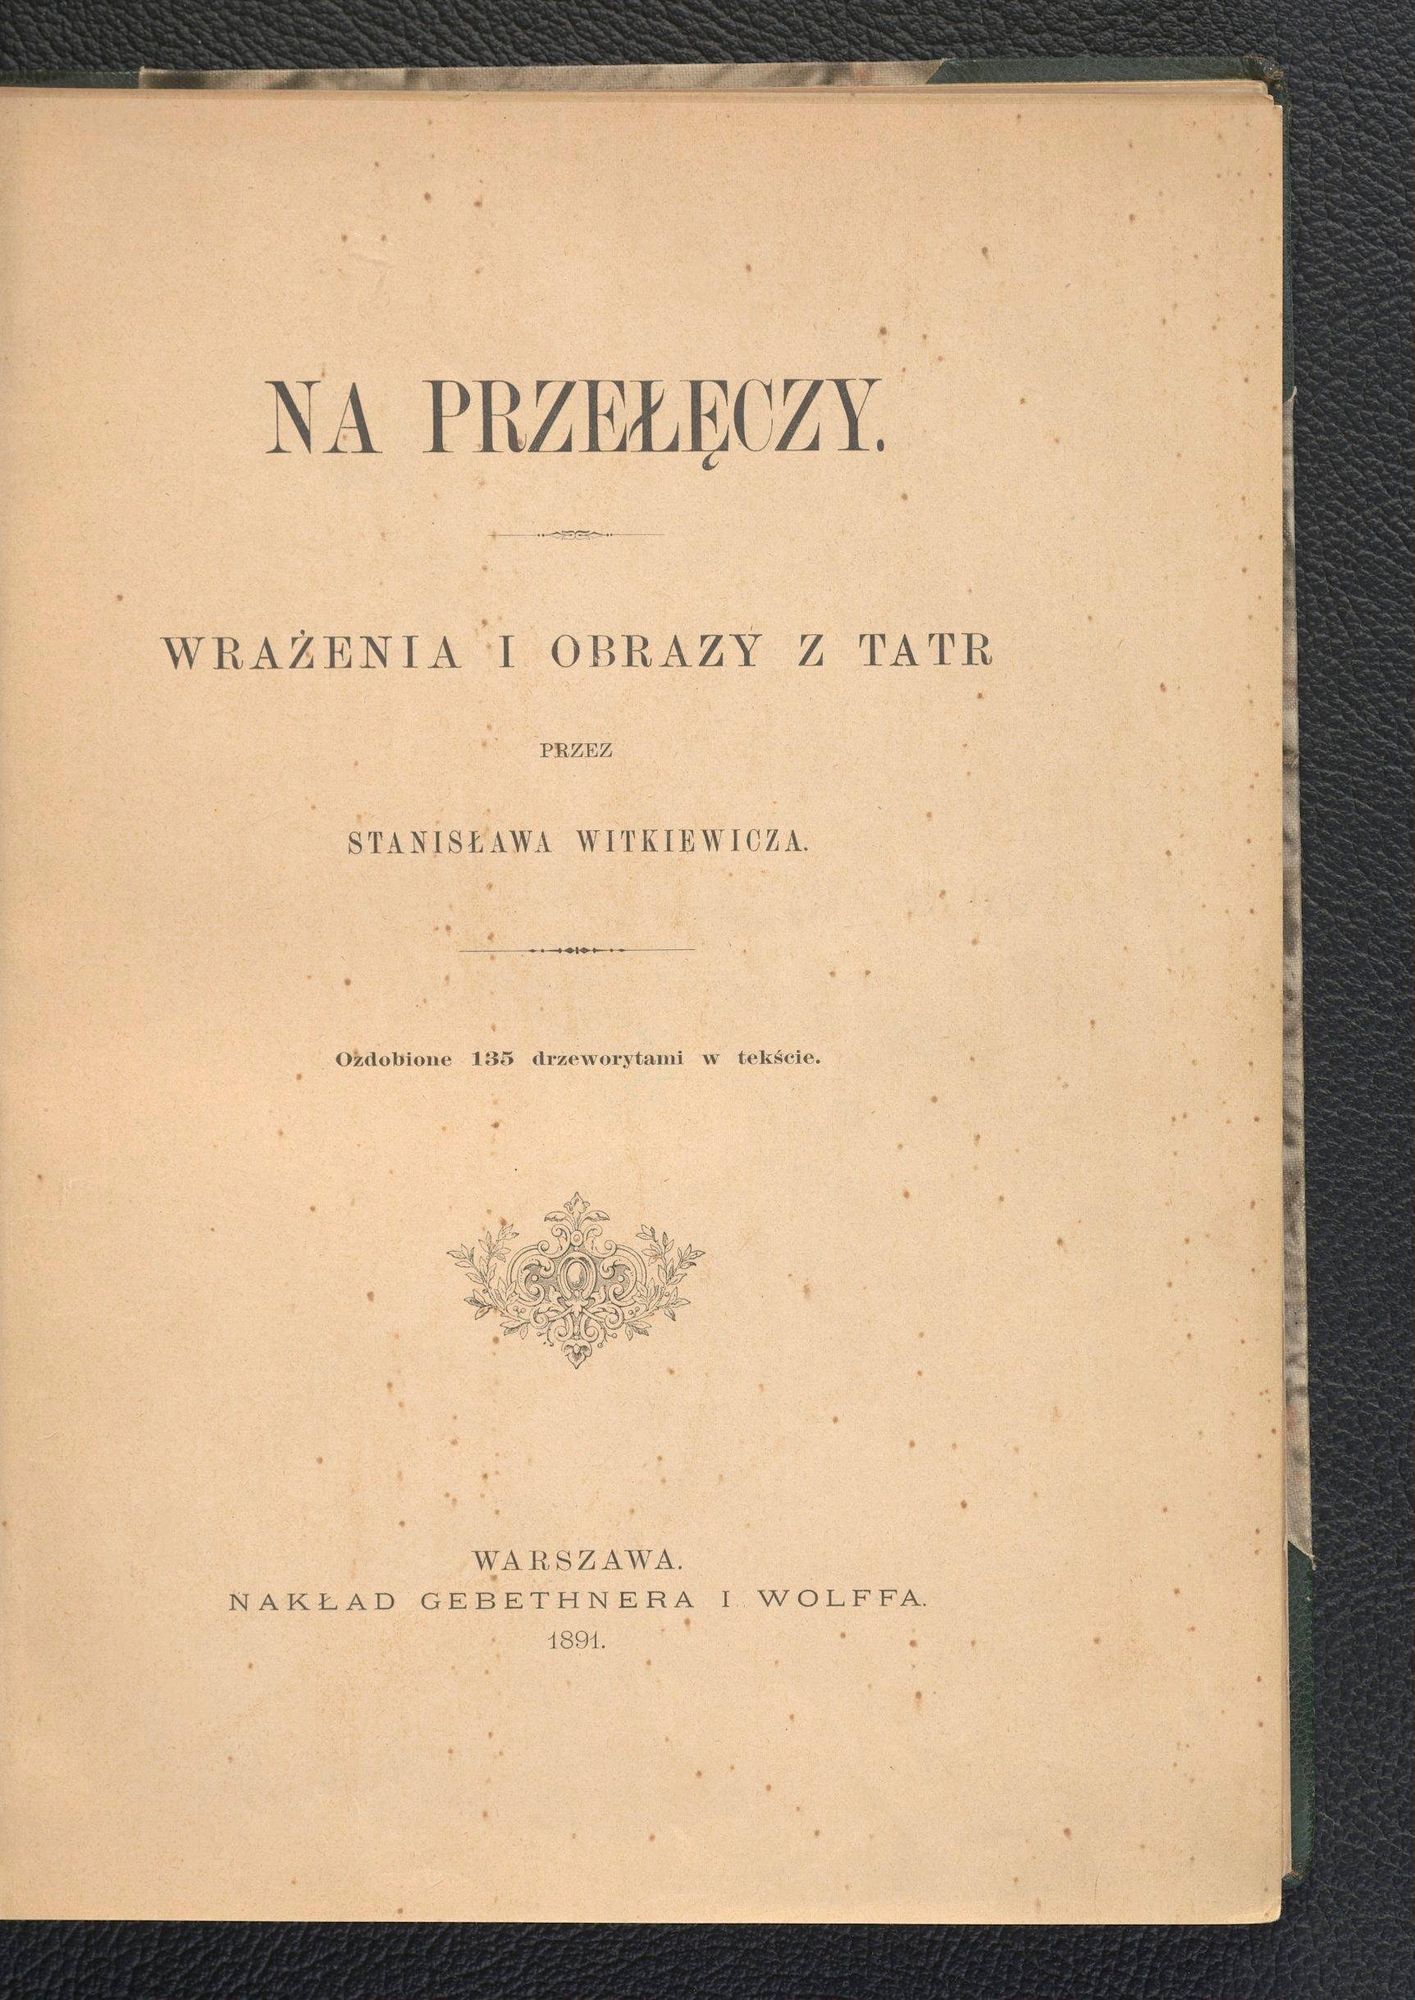 NA PRZEŁĘCZY.
WRAŻENIA I OBRAZY Z TATR
PRZEZ
STANISŁAWA WITKIEWICZA.
Ozdobione 135 drzeworytami w tekście.
WARSZAWA.
NAKŁAD GEBETHNERA I WOLFFA.
1891.